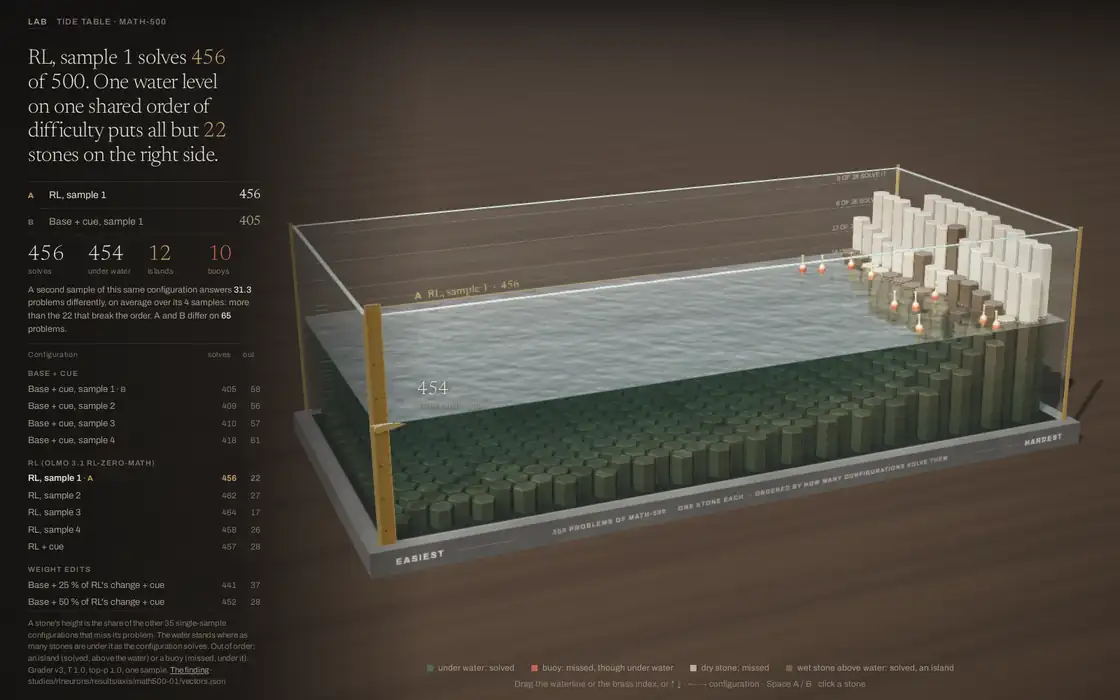 LAB TIDE TABLE · MATH-500
RL, sample 1 solves 456
of 500. One water level
on one shared order of
difficulty puts all but 22
stones on the right side.
A RL, sample 1 456
B Base + cue, sample 1 405
456 454 12 10
solves under water islands buoys
A second sample of this same configuration answers 31.3
problems differently, on average over its 4 samples: more
than the 22 that break the order. A and B differ on 65
problems.
Configuration solves out
BASE + CUE
Base + cue, sample 1 · B 405 58
Base + cue, sample 2 409 56
Base + cue, sample 3 410 57
Base + cue, sample 4 418 61
RL (OLMO 3.1 RL-ZERO-MATH)
RL, sample 1 · A 456 22
RL, sample 2 462 27
RL, sample 3 464 17
RL, sample 4 458 26
RL + cue 457 28
WEIGHT EDITS
Base + 25 % of RL's change + cue 441 37
Base + 50 % of RL's change + cue 452 28
A stone's height is the share of the other 35 single-sample
configurations that miss its problem. The water stands where as
many stones are under it as the configuration solves. Out of order:
an island (solved, above the water) or a buoy (missed, under it).
Grader v3, T 1.0, top-p 1.0, one sample. The finding
studies/rlneurons/results/axis/math500-01/vectors.json
A RL, sample 1 · 456
454
EASIEST
500 PROBLEMS OF MATH-500 ONE STONE EACH · ORDERED BY HOW MANY CONFIGURATIONS SOLVE THEM
HARDEST
under water: solved buoy: missed, though under water dry stone: missed wet stone above water: solved, an island
Drag the waterline or the brass index, or ↑ ↓ configuration · Space A / B click a stone